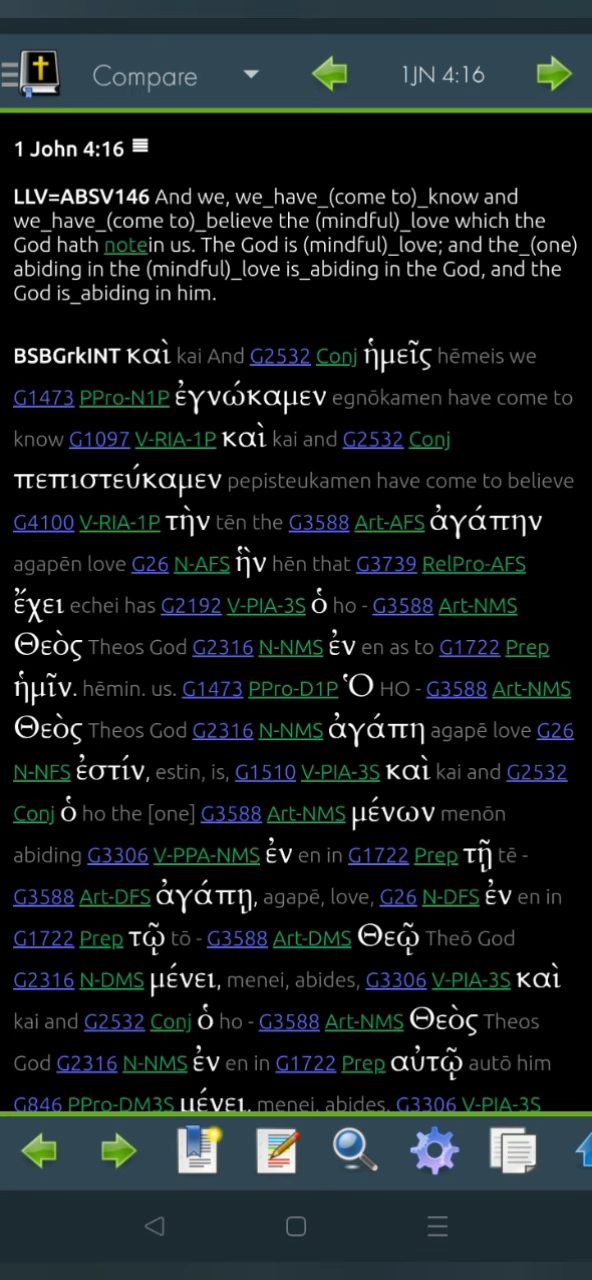 Compare
1JN 4:16
1 John 4:16
LLV=ABSV146 And we, we_have_(come to)_know and
we_have_(come to)_believe the (mindful)_love which the
God hath notein us. The God is (mindful)_love; and the_(one)
abiding in the (mindful)_love is_abiding in the God, and the
God is_abiding in him.
BSBGrkINT καὶ kai And G2532 Conj ἡμεῖς hēmeis we
G1473 PPro-N1P ἐγνώκαμεν egnōkamen have come to
know G1097 V-RIA-1P καὶ kai and G2532 Conj
πεπιστεύκαμεν pepisteukamen have come to believe
G4100 V-RIA-1P τὴν tēn the G3588 Art-AFS ἀγάπην
agapēn love G26 N-AFS ἣν hēn that G3739 RelPro-AFS
ἔχει echei has G2192 V-PIA-3S ὁ ho - G3588 Art-NMS
Θεὸς Theos God G2316 N-NMS ἐν en as to G1722 Prep
ἡμῖν. hēmin. us. G1473 PPro-D1P Ὁ HO - G3588 Art-NMS
Θεὸς Theos God G2316 N-NMS ἀγάπη agapē love G26
N-NFS ἐστίν, estin, is, G1510 V-PIA-3S καὶ kai and G2532
Conj ὁ ho the [one] G3588 Art-NMS μένων menōn
abiding G3306 V-PPA-NMS ἐν en in G1722 Prep τῇ tē -
G3588 Art-DFS ἀγάπῃ, agapē, love, G26 N-DFS ἐν en in
G1722 Prep τῷ tō - G3588 Art-DMS Θεῷ Theō God
G2316 N-DMS μένει, menei, abides, G3306 V-PIA-3S καὶ
kai and G2532 Conj ὁ ho - G3588 Art-NMS Θεὸς Theos
God G2316 N-NMS ἐν en in G1722 Prep αὐτῷ autō him
G846 PPro-DM3S μένει. menei. abides. G3306 V-PIA-3S